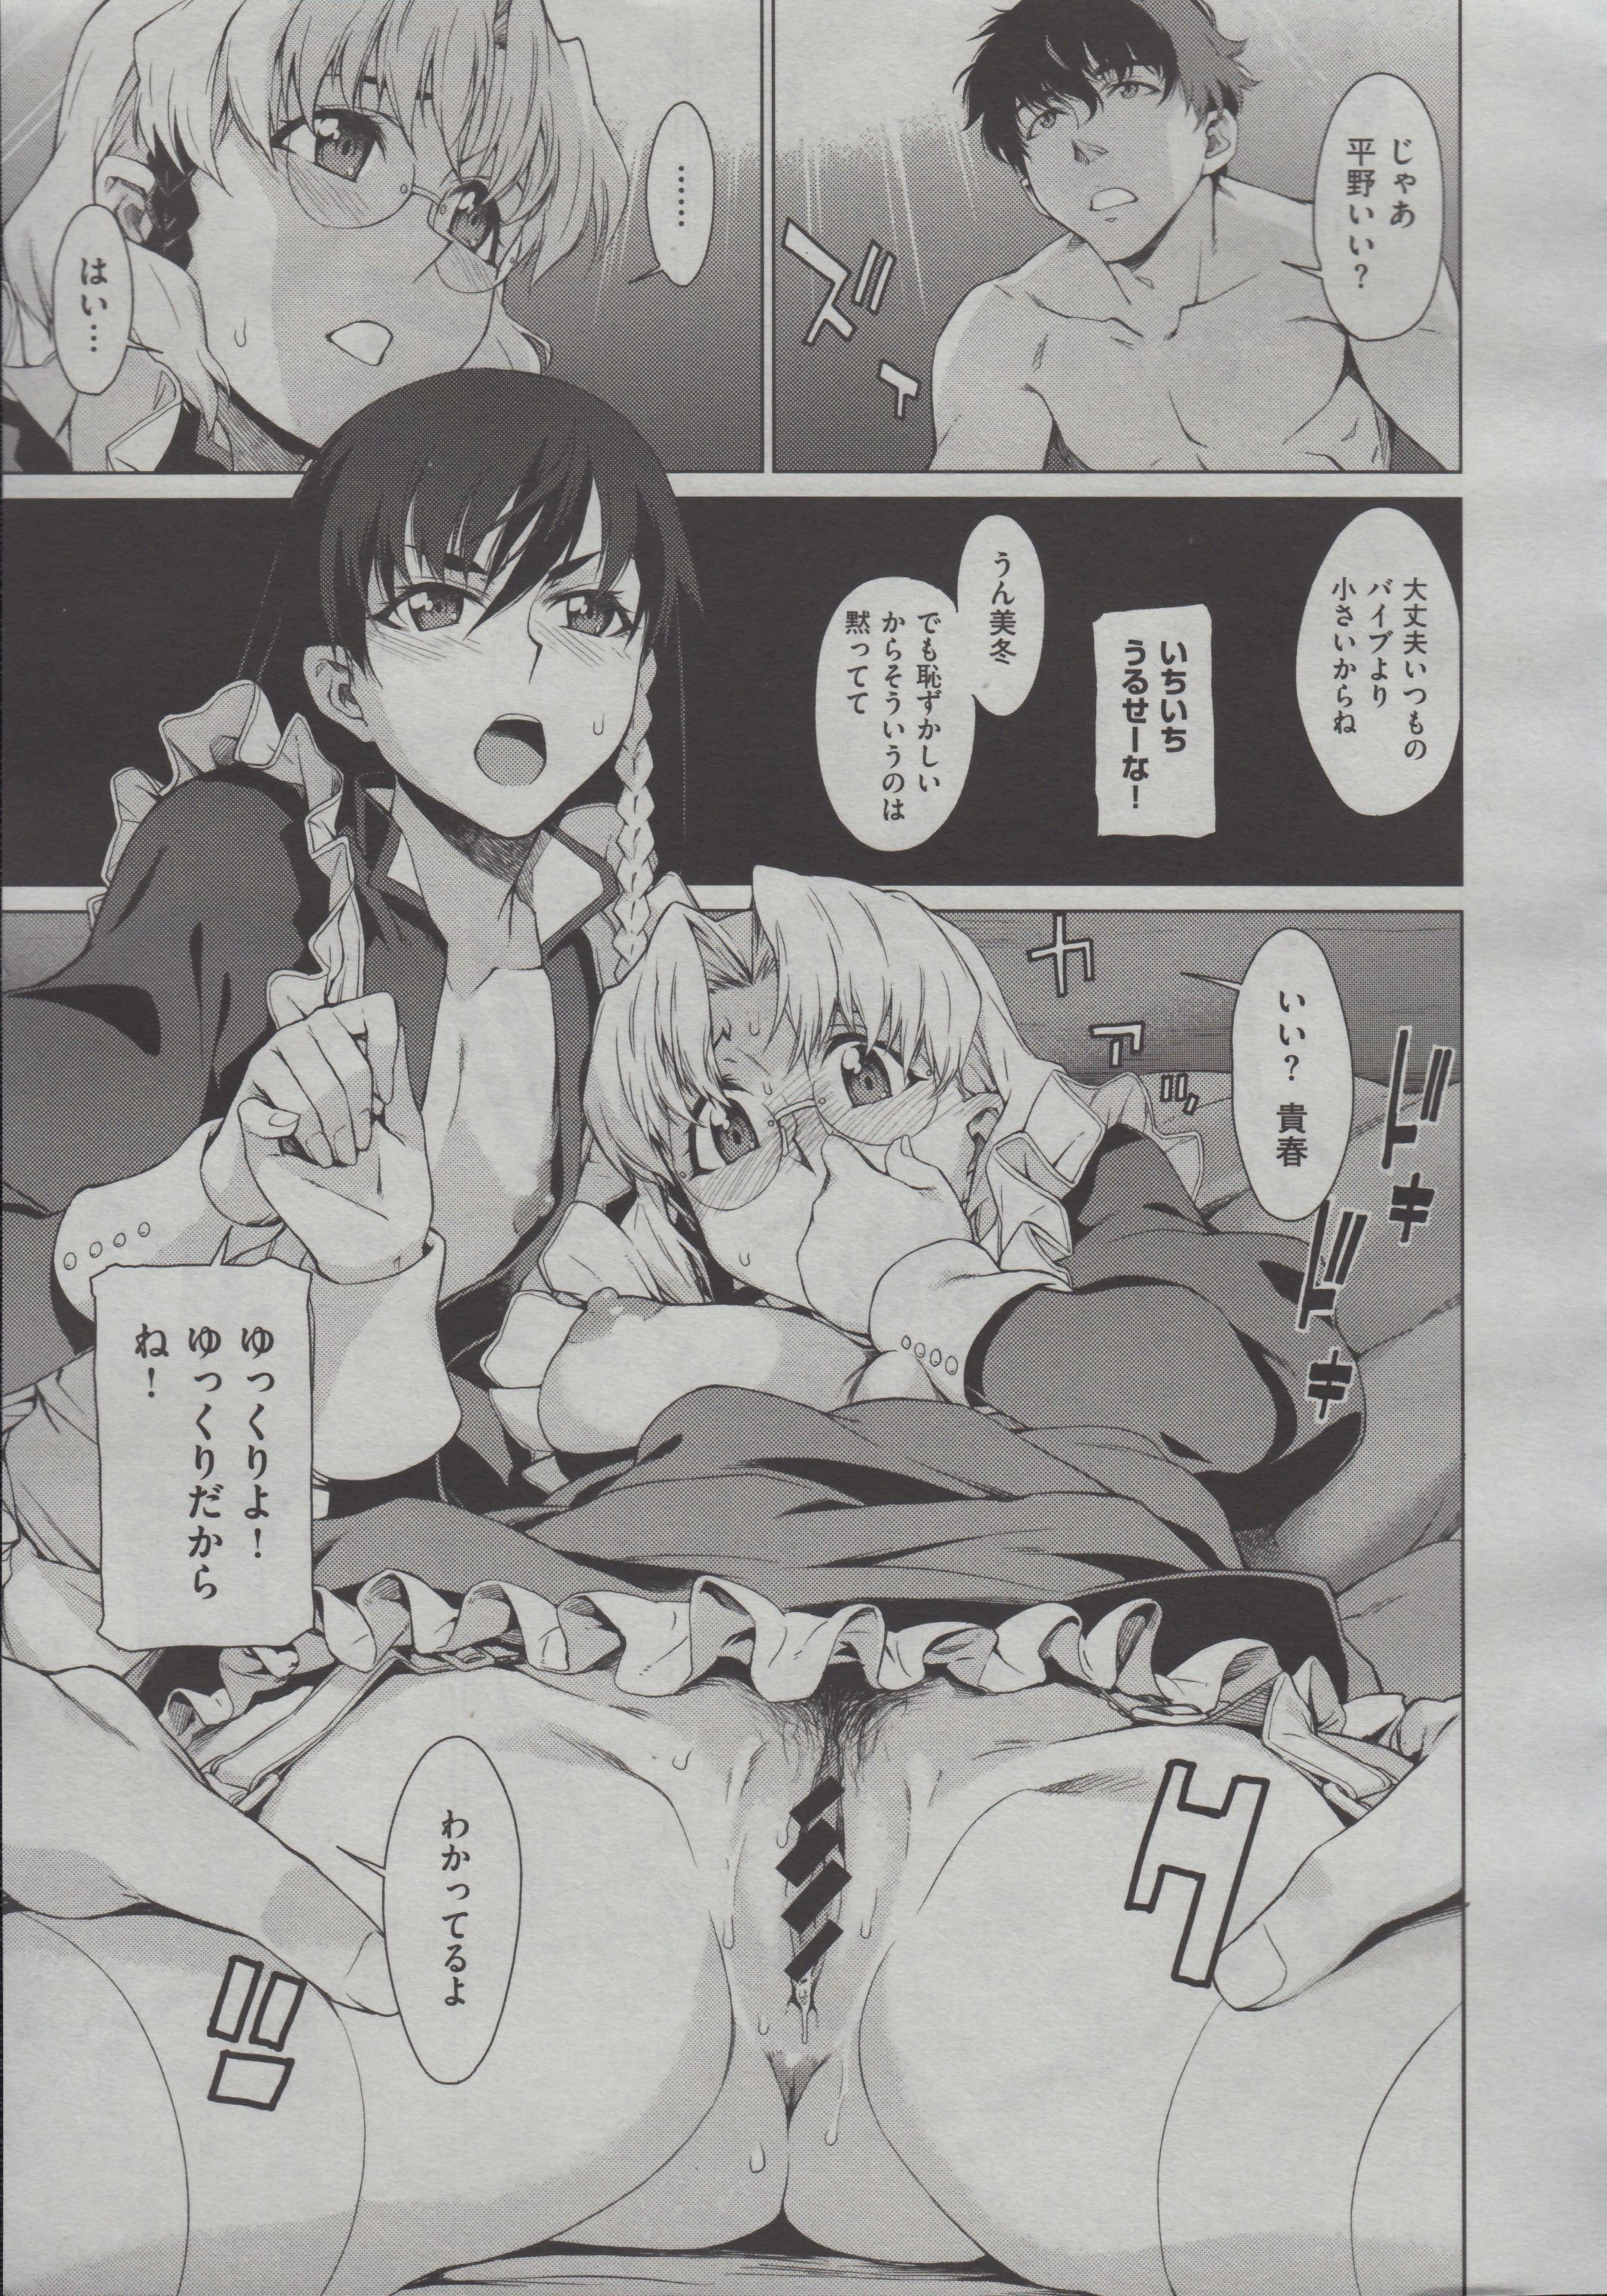 じゃあ
平野いい？
ズイ
……
はい…
大丈夫いつもの
バイブより
小さいからね
いちいち
うるせーな！
うん美冬
でも恥ずかしい
からそういうのは
黙ってて
いい？貴春
カァ
ドキ
ドキ
ゆっくりよ！
ゆっくりだから
ね！
わかってるよ